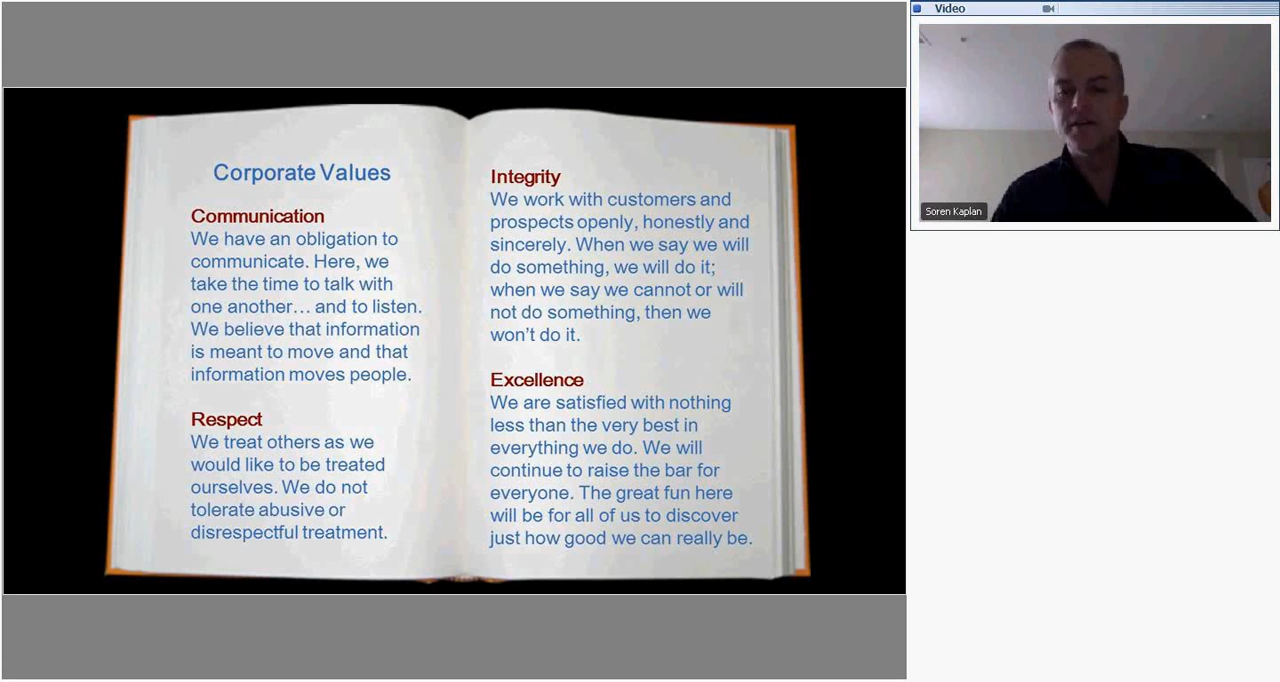 Corporate Values
Communication
We have an obligation to
communicate. Here, we
take the time to talk with
one another… and to listen.
We believe that information
is meant to move and that
information moves people.
Respect
We treat others as we
would like to be treated
ourselves. We do not
tolerate abusive or
disrespectful treatment.
Integrity
We work with customers and
prospects openly, honestly and
sincerely. When we say we will
do something, we will do it;
when we say we cannot or will
not do something, then we
won't do it.
Excellence
We are satisfied with nothing
less than the very best in
everything we do. We will
continue to raise the bar for
everyone. The great fun here
will be for all of us to discover
just how good we can really be.
Video
Soren Kaplan